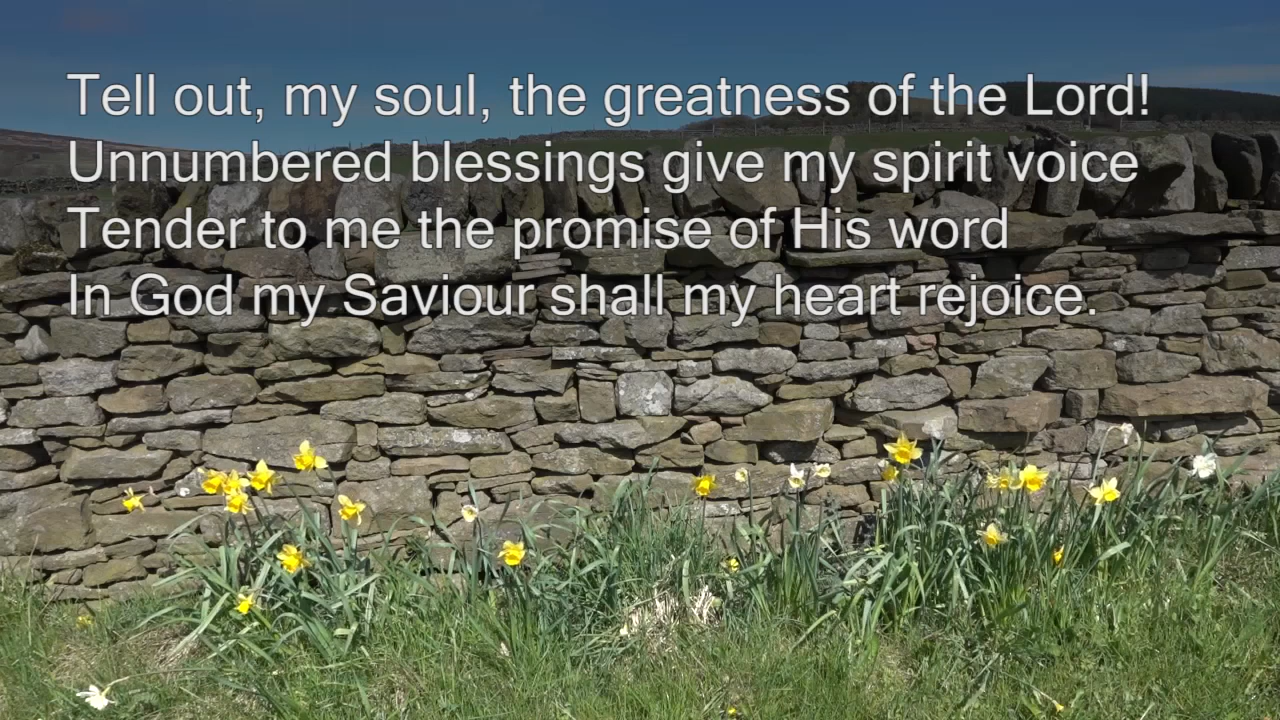 Tell out, my soul, the greatness of the Lord!
Unnumbered blessings give my spirit voice
Tender to me the promise of His word
In God my Saviour shall my heart rejoice.